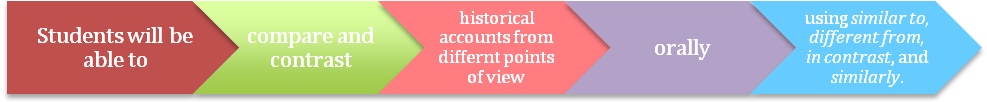 Students will be
able to
compare and
contrast
historical
accounts from
differnt points
of view
orally
using similar to,
different from,
in contrast, and
similarly.